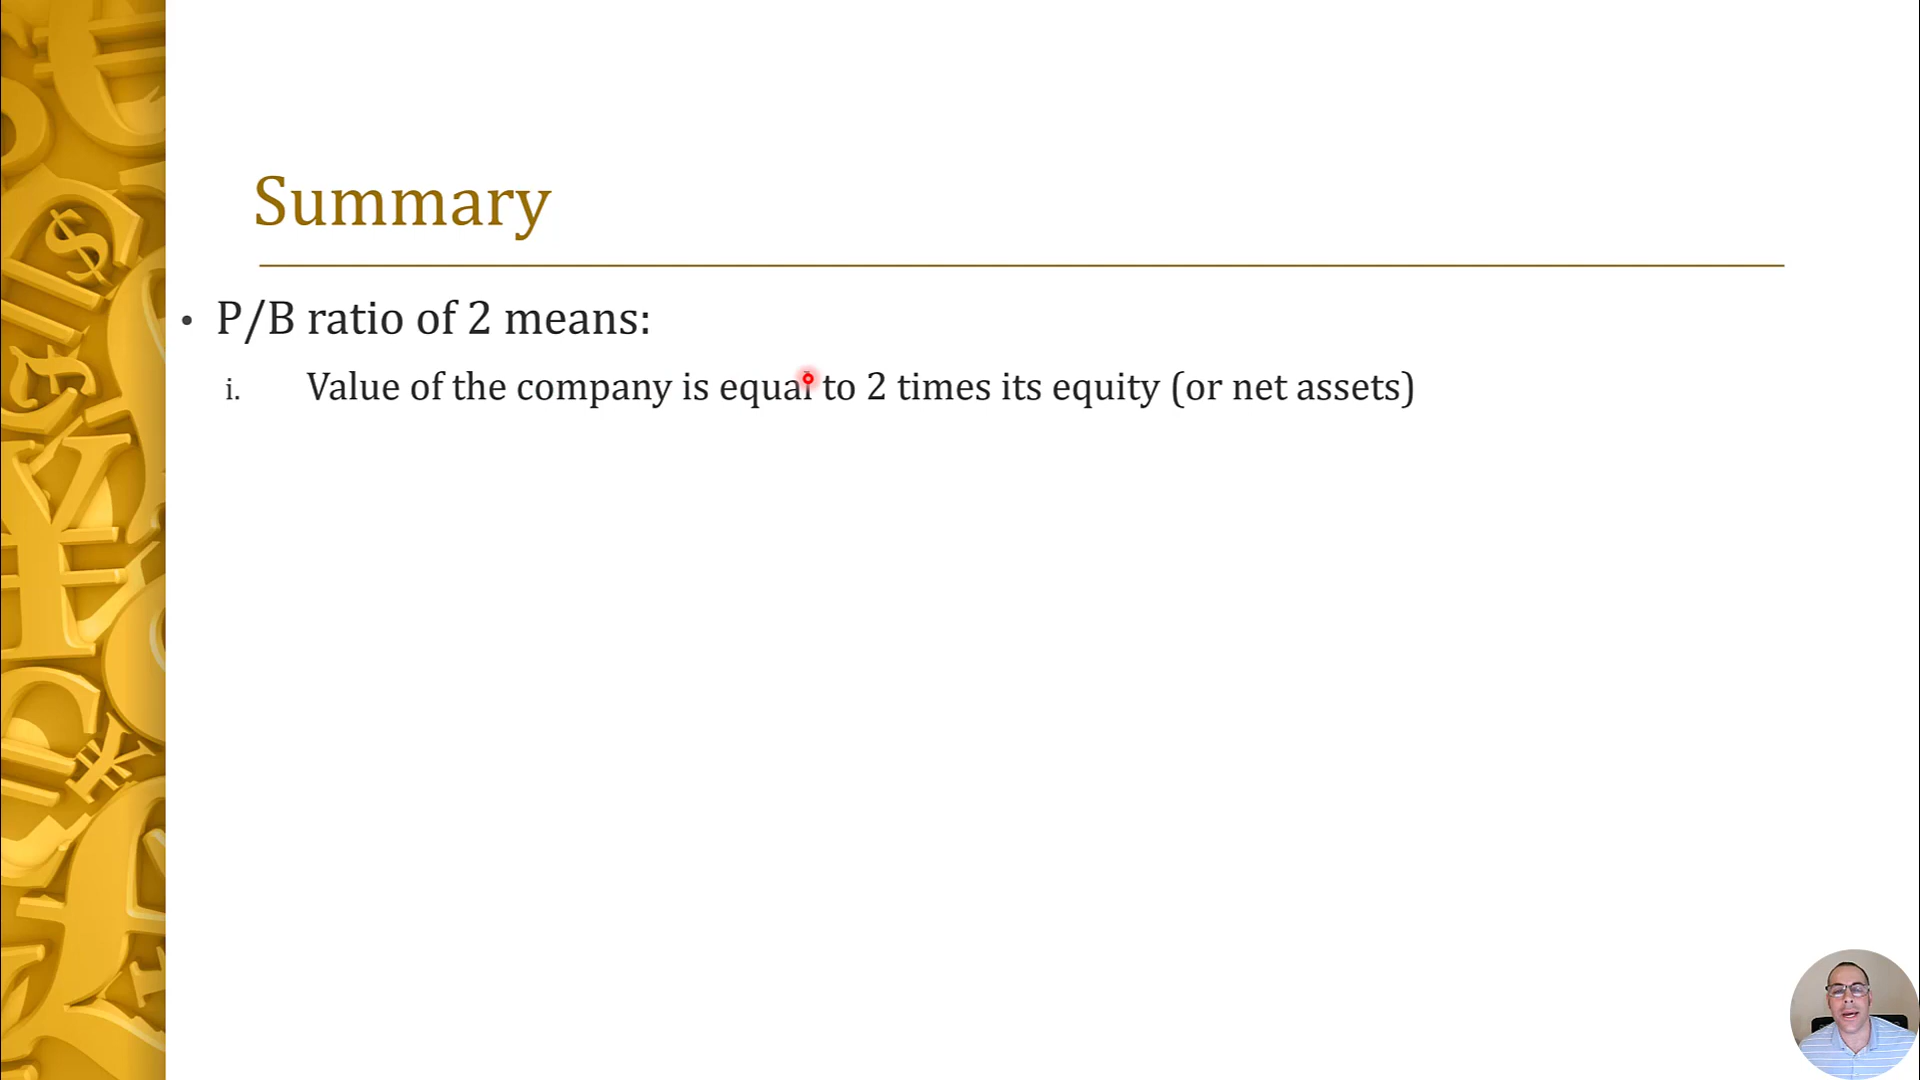 Summary
• P/B ratio of 2 means:
i. Value of the company is equal to 2 times its equity (or net assets)